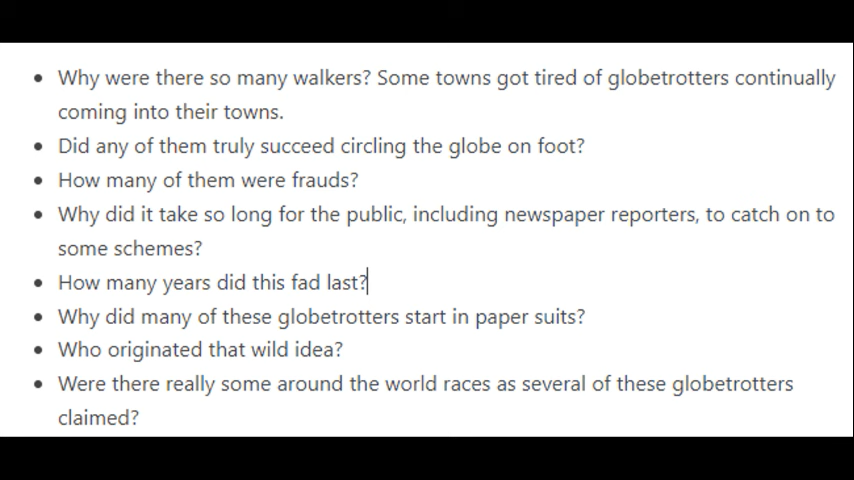 • Why were there so many walkers? Some towns got tired of globetrotters continually
coming into their towns.
• Did any of them truly succeed circling the globe on foot?
• How many of them were frauds?
• Why did it take so long for the public, including newspaper reporters, to catch on to
some schemes?
• How many years did this fad last?
• Why did many of these globetrotters start in paper suits?
• Who originated that wild idea?
• Were there really some around the world races as several of these globetrotters
claimed?